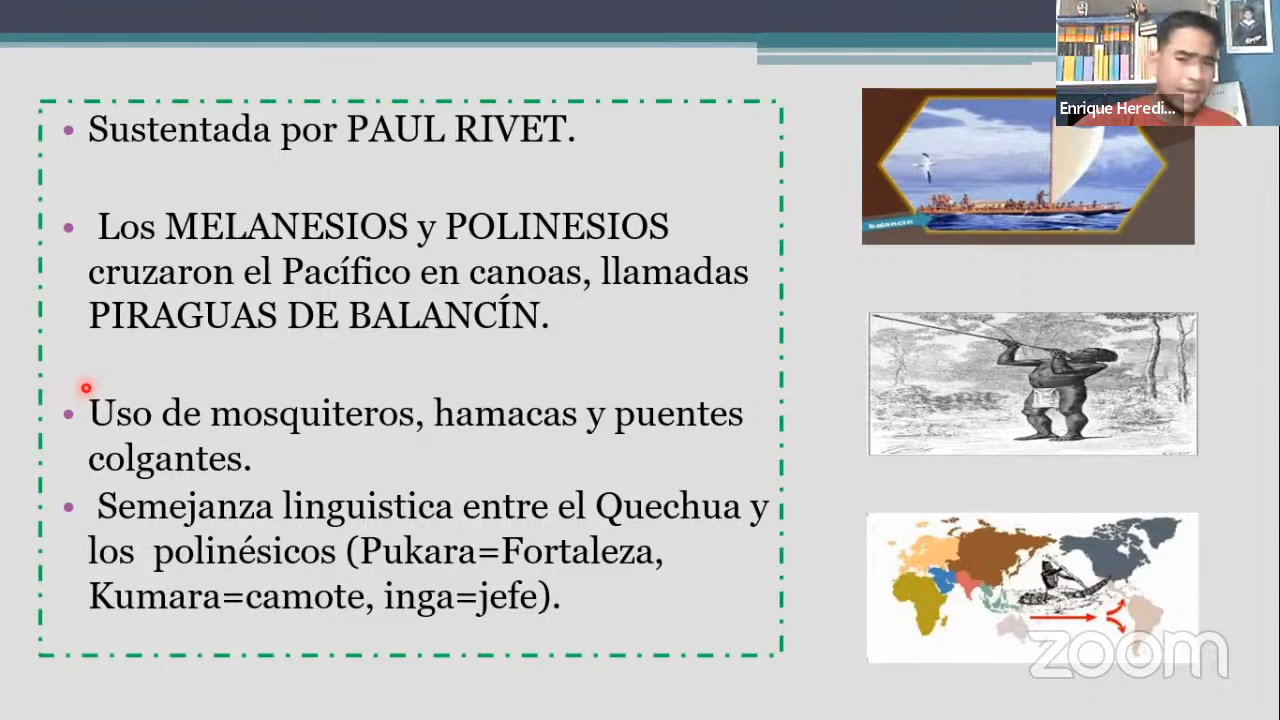 Enrique Heredi...
• Sustentada por PAUL RIVET.
• Los MELANESIOS y POLINESIOS
cruzaron el Pacífico en canoas, llamadas
PIRAGUAS DE BALANCÍN.
• Uso de mosquiteros, hamacas y puentes
colgantes.
• Semejanza linguistica entre el Quechua y
los polinésicos (Pukara=Fortaleza,
Kumara=camote, inga=jefe).
balancín
zoom